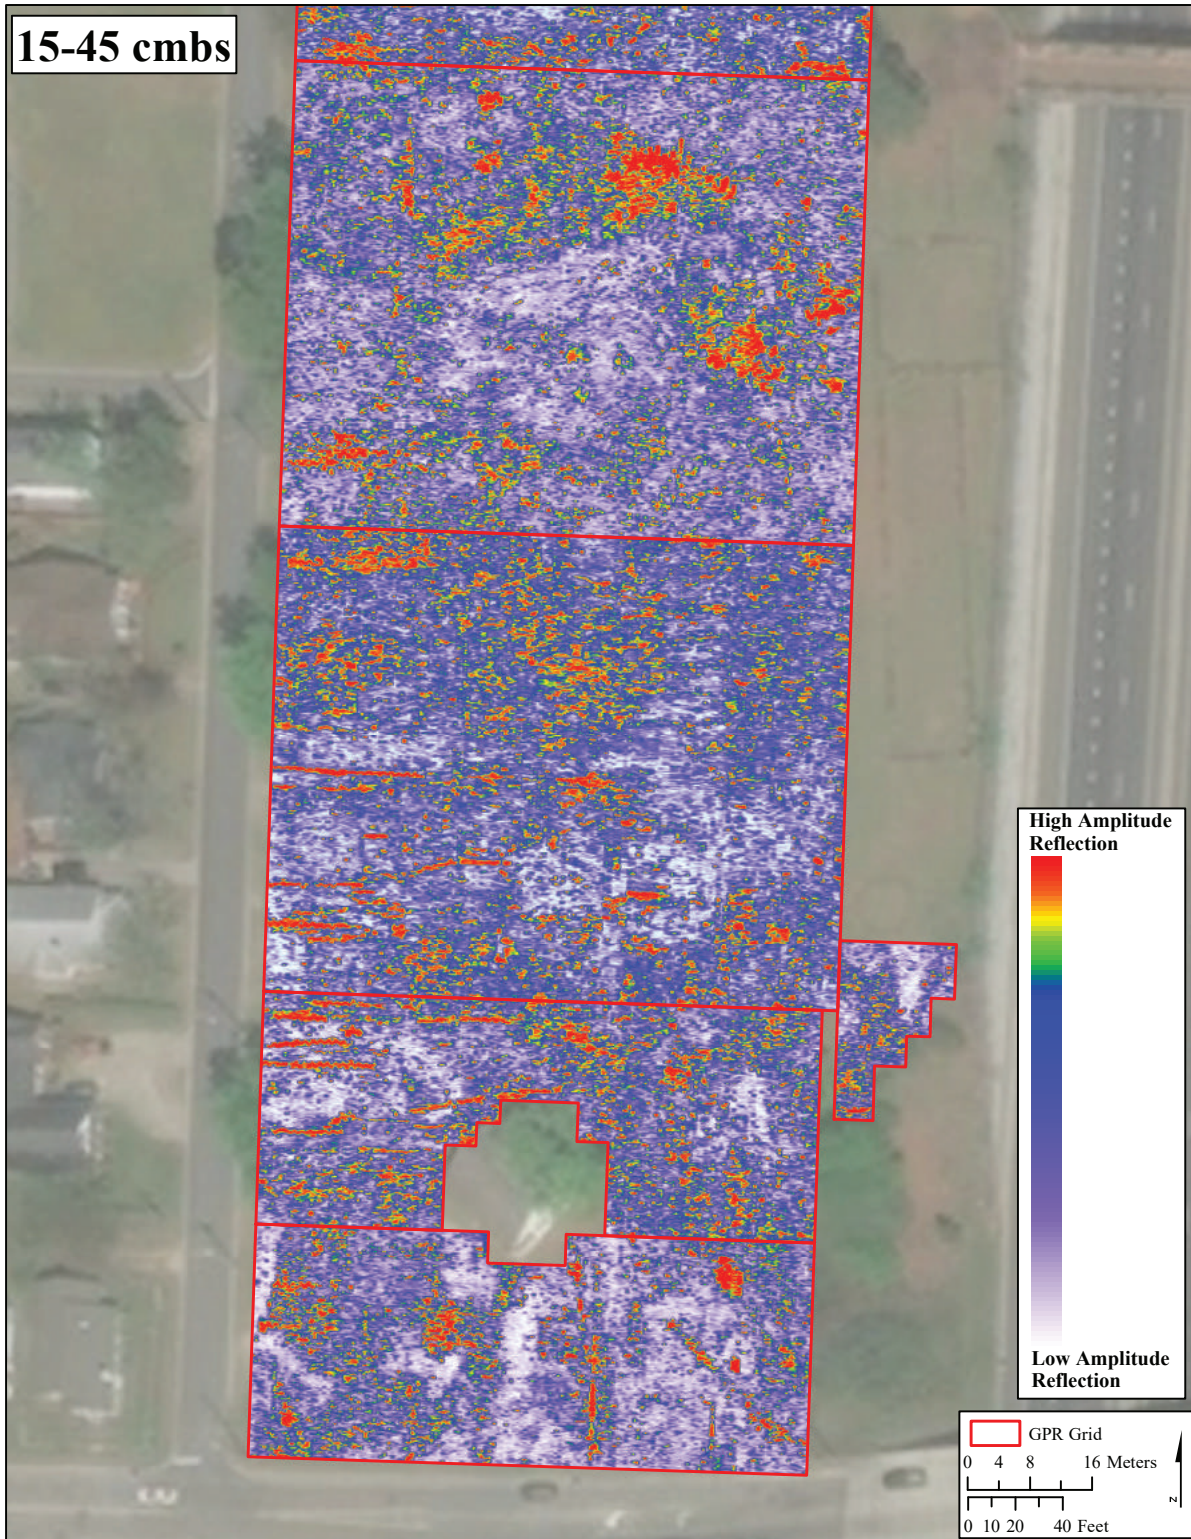 15-45 cmbs
High Amplitude
Reflection
Low Amplitude
Reflection
GPR Grid
0 4 8 16 Meters
0 10 20 40 Feet
N